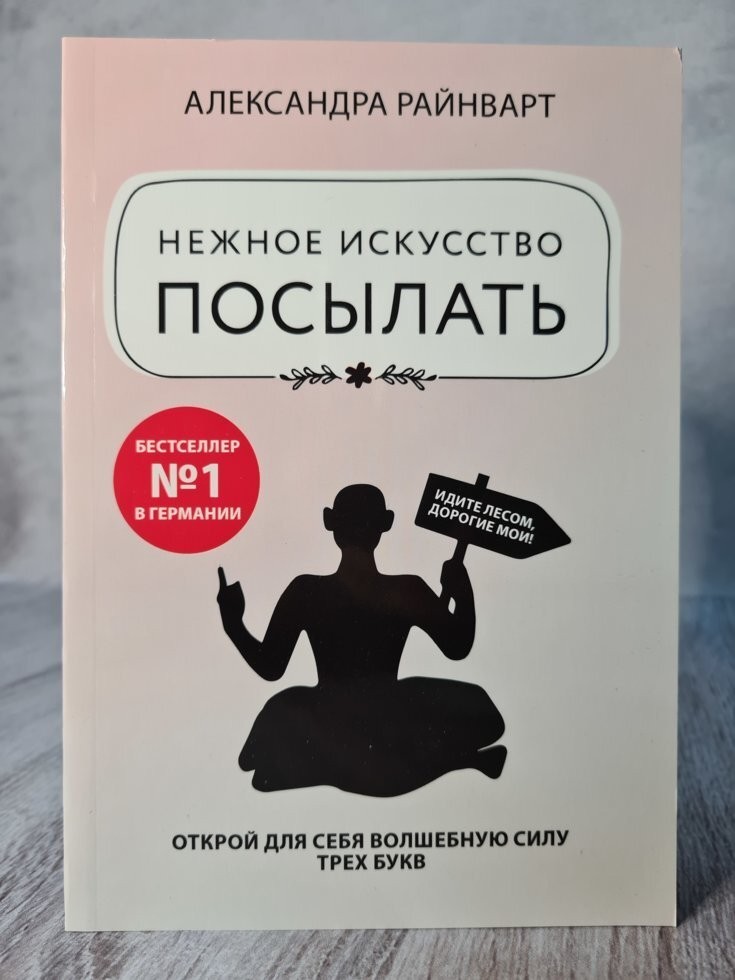 АЛЕКСАНДРА РАЙНВАРТ
НЕЖНОЕ ИСКУССТВО
ПОСЫЛАТЬ
БЕСТСЕЛЛЕР
№1
В ГЕРМАНИИ
ИДИТЕ ЛЕСОМ,
ДОРОГИЕ МОИ!
ОТКРОЙ ДЛЯ СЕБЯ ВОЛШЕБНУЮ СИЛУ
ТРЕХ БУКВ